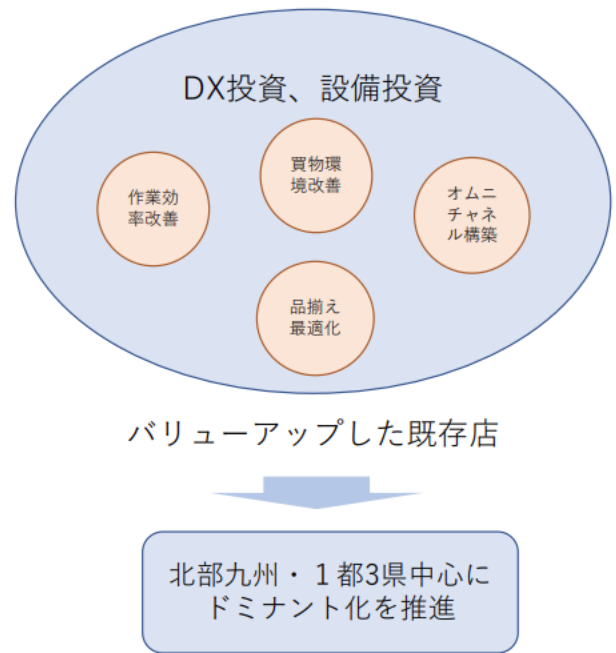 DX投資、設備投資
買物環
境改善
作業効
率改善
オムニ
チャネ
ル構築
品揃え
最適化
バリューアップした既存店
北部九州・１都3県中心に
ドミナント化を推進